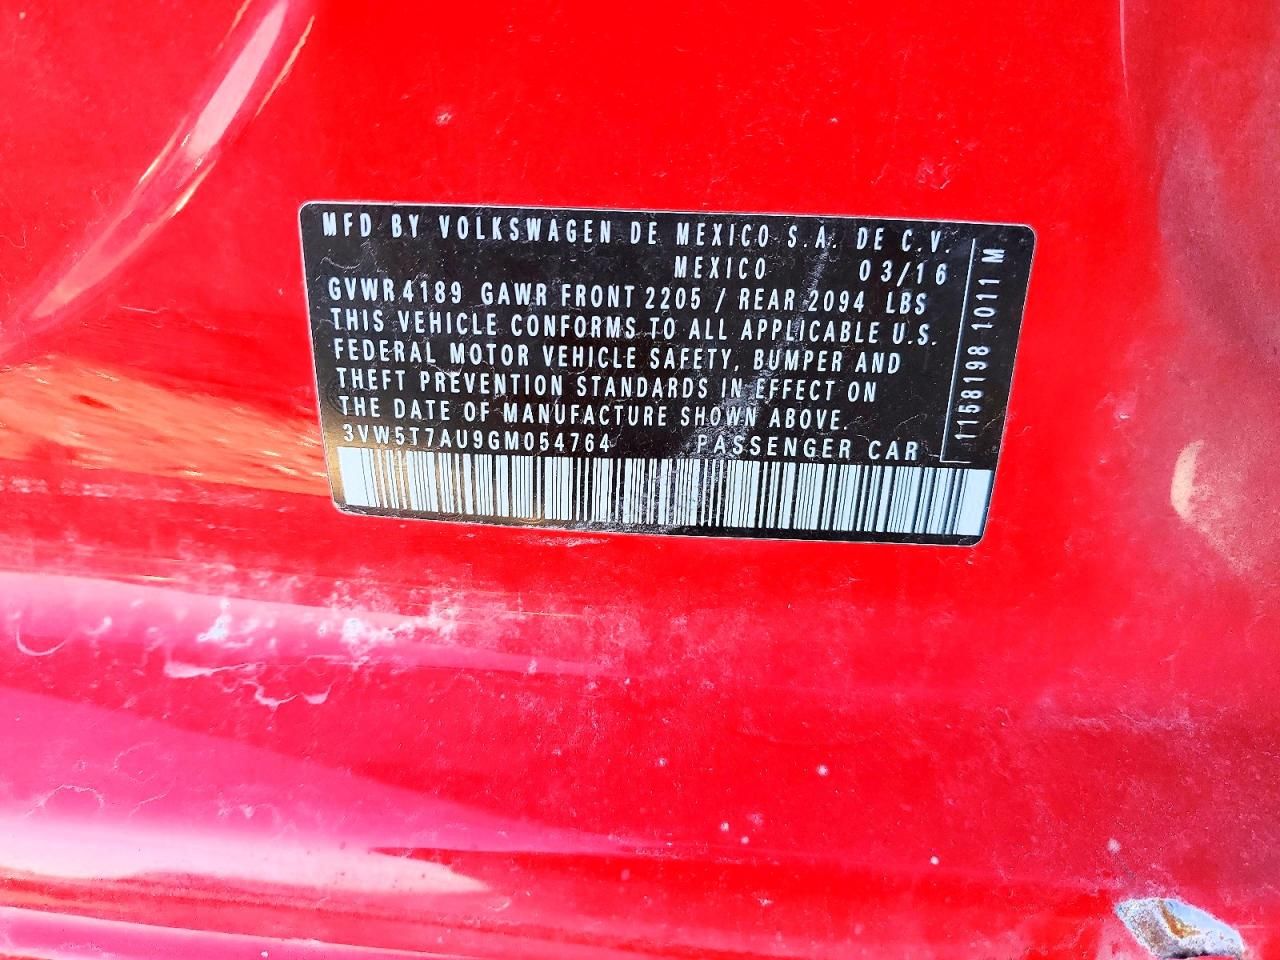 MFD BY VOLKSWAGEN DE MEXICO S.A. DE C.V.
MEXICO 03/16
GVWR 4189 GAWR FRONT 2205 / REAR 2094 LBS
THIS VEHICLE CONFORMS TO ALL APPLICABLE U.S.
FEDERAL MOTOR VEHICLE SAFETY, BUMPER AND
THEFT PREVENTION STANDARDS IN EFFECT ON
THE DATE OF MANUFACTURE SHOWN ABOVE.
3VW5T7AU9GM054764 PASSENGER CAR
1158198 1011 M